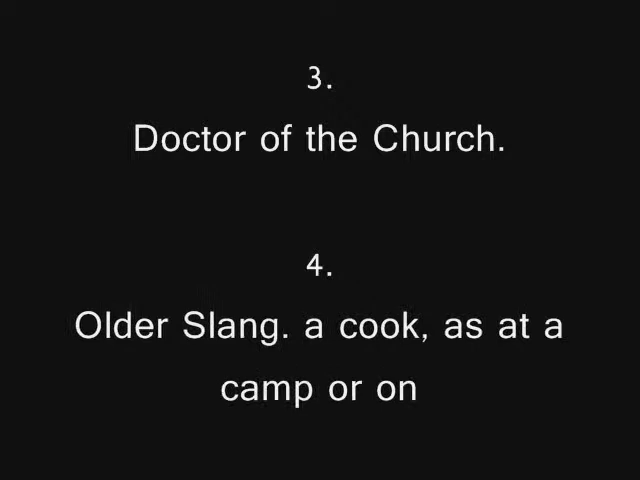 3.
Doctor of the Church.
4.
Older Slang. a cook, as at a
camp or on